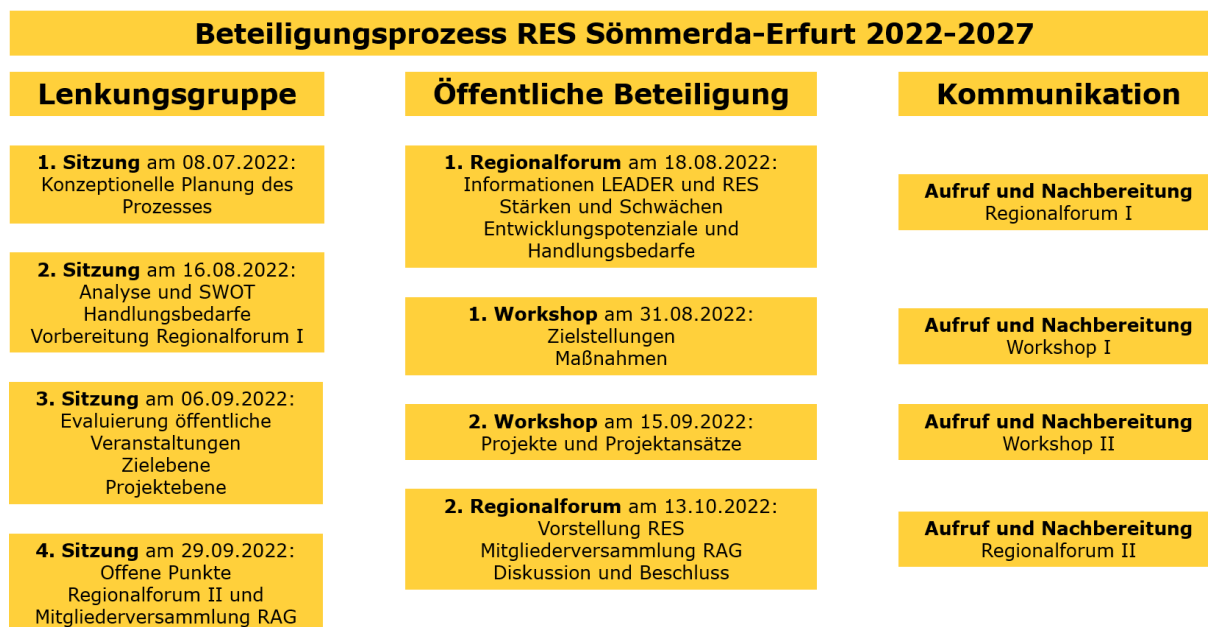 Beteiligungsprozess RES Sömmerda-Erfurt 2022-2027
Lenkungsgruppe
1. Sitzung am 08.07.2022:
Konzeptionelle Planung des
Prozesses
2. Sitzung am 16.08.2022:
Analyse und SWOT
Handlungsbedarfe
Vorbereitung Regionalforum I
3. Sitzung am 06.09.2022:
Evaluierung öffentliche
Veranstaltungen
Zielebene
Projektebene
4. Sitzung am 29.09.2022:
Offene Punkte
Regionalforum II und
Mitgliederversammlung RAG
Öffentliche Beteiligung
1. Regionalforum am 18.08.2022:
Informationen LEADER und RES
Stärken und Schwächen
Entwicklungspotenziale und
Handlungsbedarfe
1. Workshop am 31.08.2022:
Zielstellungen
Maßnahmen
2. Workshop am 15.09.2022:
Projekte und Projektansätze
2. Regionalforum am 13.10.2022:
Vorstellung RES
Mitgliederversammlung RAG
Diskussion und Beschluss
Kommunikation
Aufruf und Nachbereitung
Regionalforum I
Aufruf und Nachbereitung
Workshop I
Aufruf und Nachbereitung
Workshop II
Aufruf und Nachbereitung
Regionalforum II